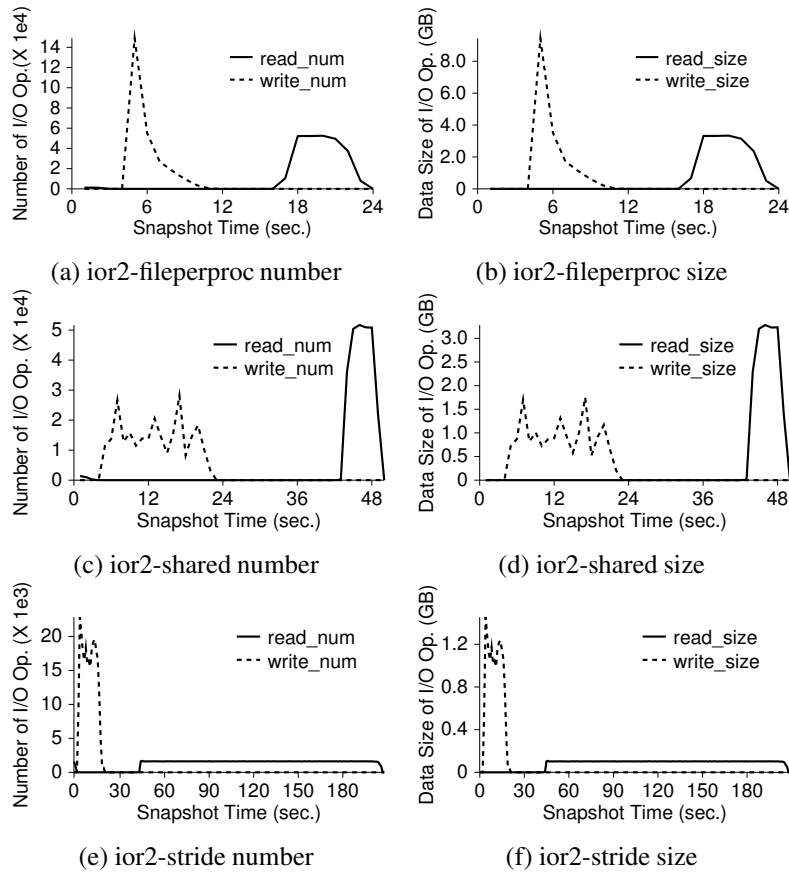 Number of I/O Op.(X 1e4)
14
12
10
8
6
4
2
0
0 6 12 18 24
Snapshot Time (sec.)
read_num
write_num
(a) ior2-fileperproc number
Data Size of I/O Op. (GB)
8.0
6.0
4.0
2.0
0.0
0 6 12 18 24
Snapshot Time (sec.)
read_size
write_size
(b) ior2-fileperproc size
Number of I/O Op. (X 1e4)
5
4
3
2
1
0
0 12 24 36 48
Snapshot Time (sec.)
read_num
write_num
(c) ior2-shared number
Data Size of I/O Op. (GB)
3.0
2.5
2.0
1.5
1.0
0.5
0.0
0 12 24 36 48
Snapshot Time (sec.)
read_size
write_size
(d) ior2-shared size
Number of I/O Op. (X 1e3)
20
15
10
5
0
0 30 60 90 120 150 180
Snapshot Time (sec.)
read_num
write_num
(e) ior2-stride number
Data Size of I/O Op. (GB)
1.2
0.8
0.4
0
0 30 60 90 120 150 180
Snapshot Time (sec.)
read_size
write_size
(f) ior2-stride size